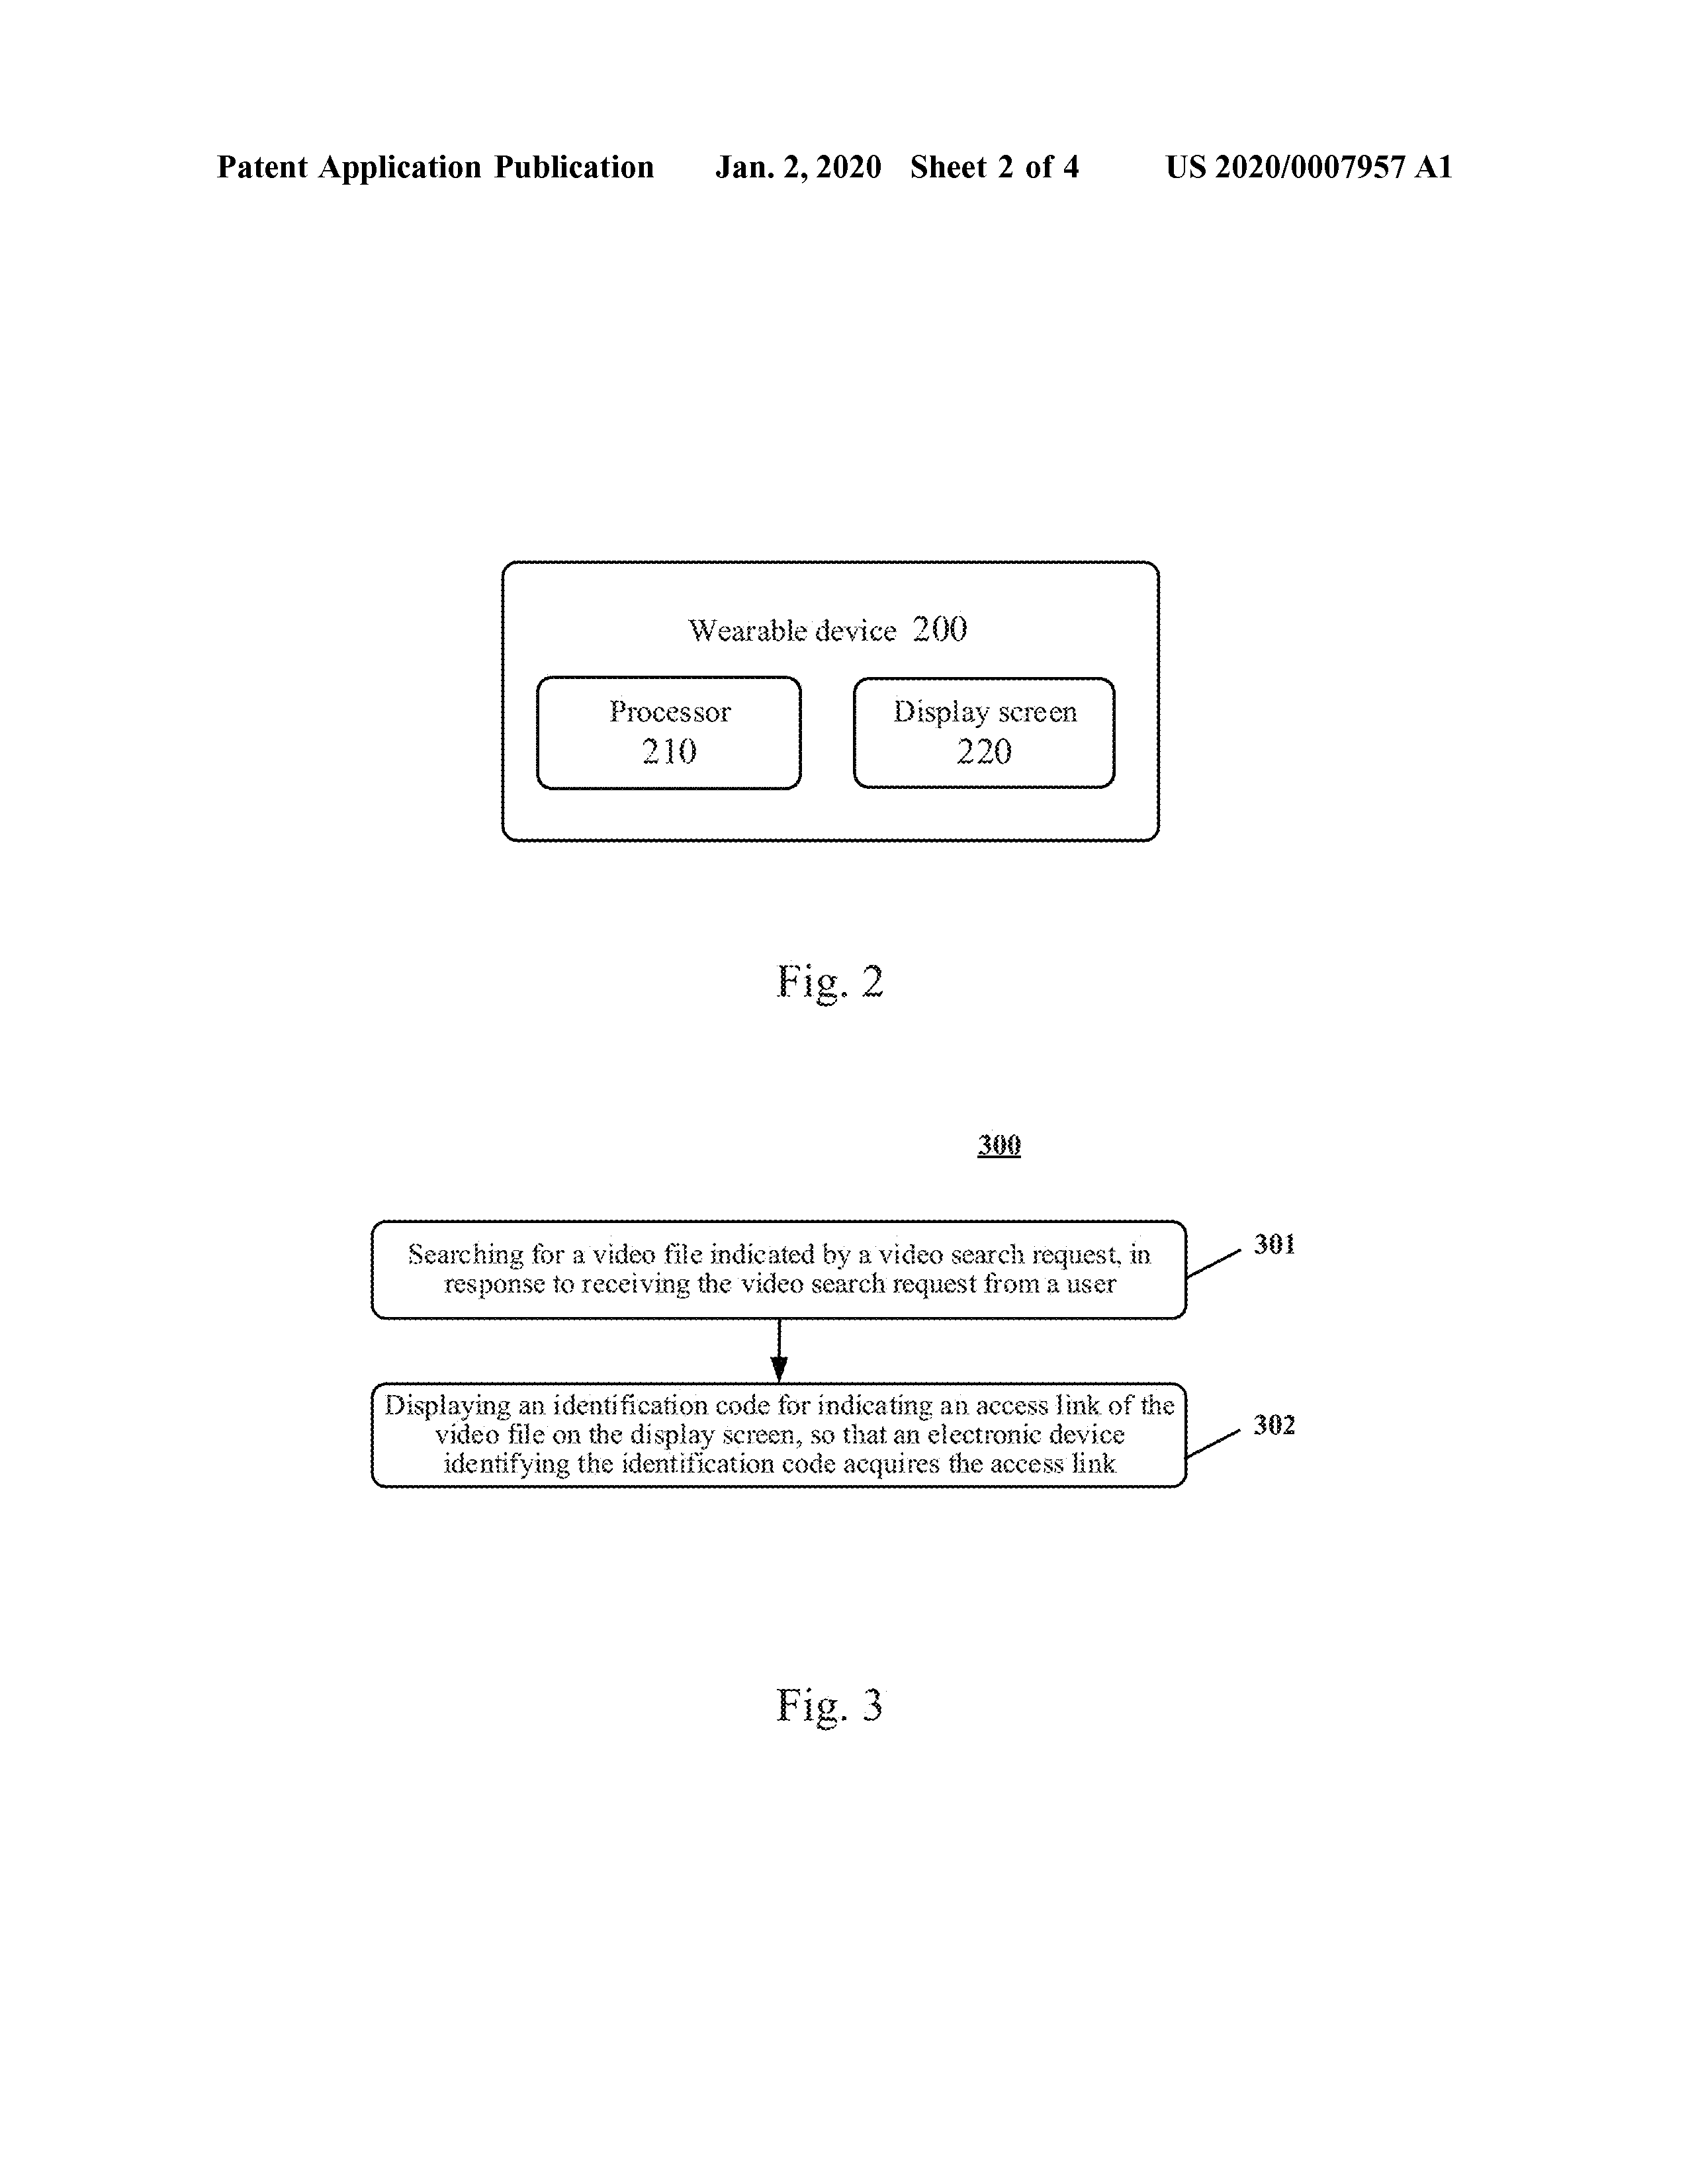 Patent Application Publication Jan. 2, 2020 Sheet 2 of 4 US 2020/0007957 A1
Wearable device 200
Processor
210
Display screen
220
Fig. 2
300
Searching for a video file indicated by a video search request, in
response to receiving the video search request from a user
301
Displaying an identification code for indicating an access link of the
video file on the display screen, so that an electronic device
identifying the identification code acquires the access link
302
Fig. 3